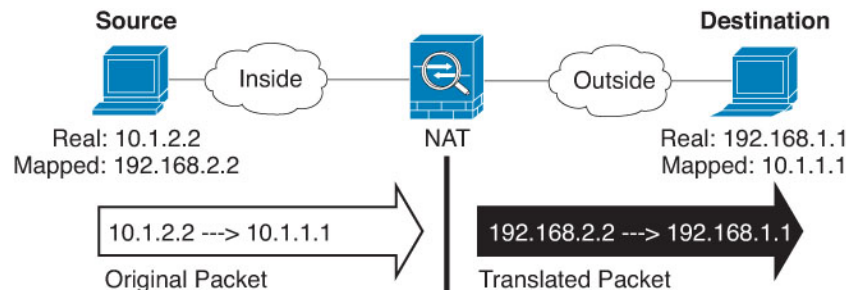 Source
Destination
Inside
Outside
Real: 10.1.2.2
Mapped: 192.168.2.2
NAT
Real: 192.168.1.1
Mapped: 10.1.1.1
10.1.2.2 ---> 10.1.1.1
192.168.2.2 ---> 192.168.1.1
Original Packet
Translated Packet